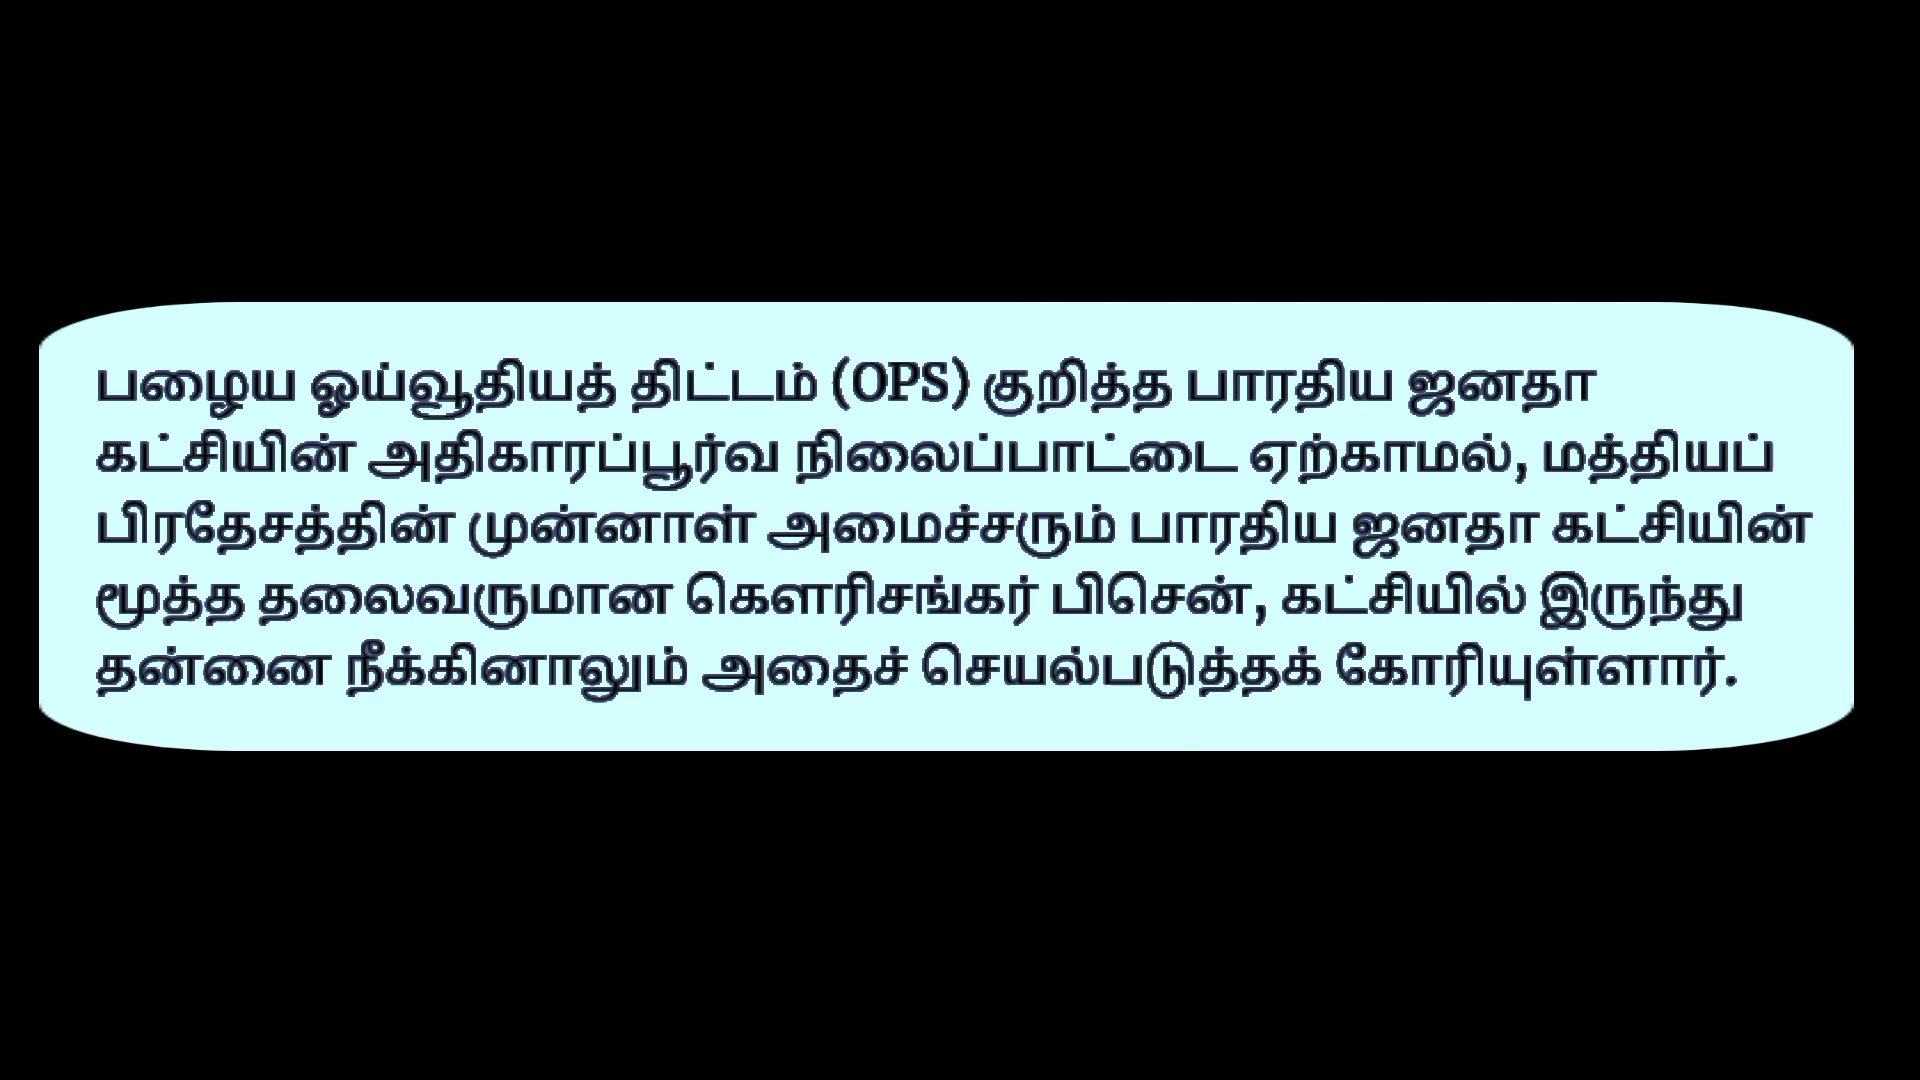 பழைய ஓய்வூதியத் திட்டம் (OPS) குறித்த பாரதிய ஜனதா
கட்சியின் அதிகாரப்பூர்வ நிலைப்பாட்டை ஏற்காமல், மத்தியப்
பிரதேசத்தின் முன்னாள் அமைச்சரும் பாரதிய ஜனதா கட்சியின்
மூத்த தலைவருமான கௌரிசங்கர் பிசென், கட்சியில் இருந்து
தன்னை நீக்கினாலும் அதைச் செயல்படுத்தக் கோரியுள்ளார்.